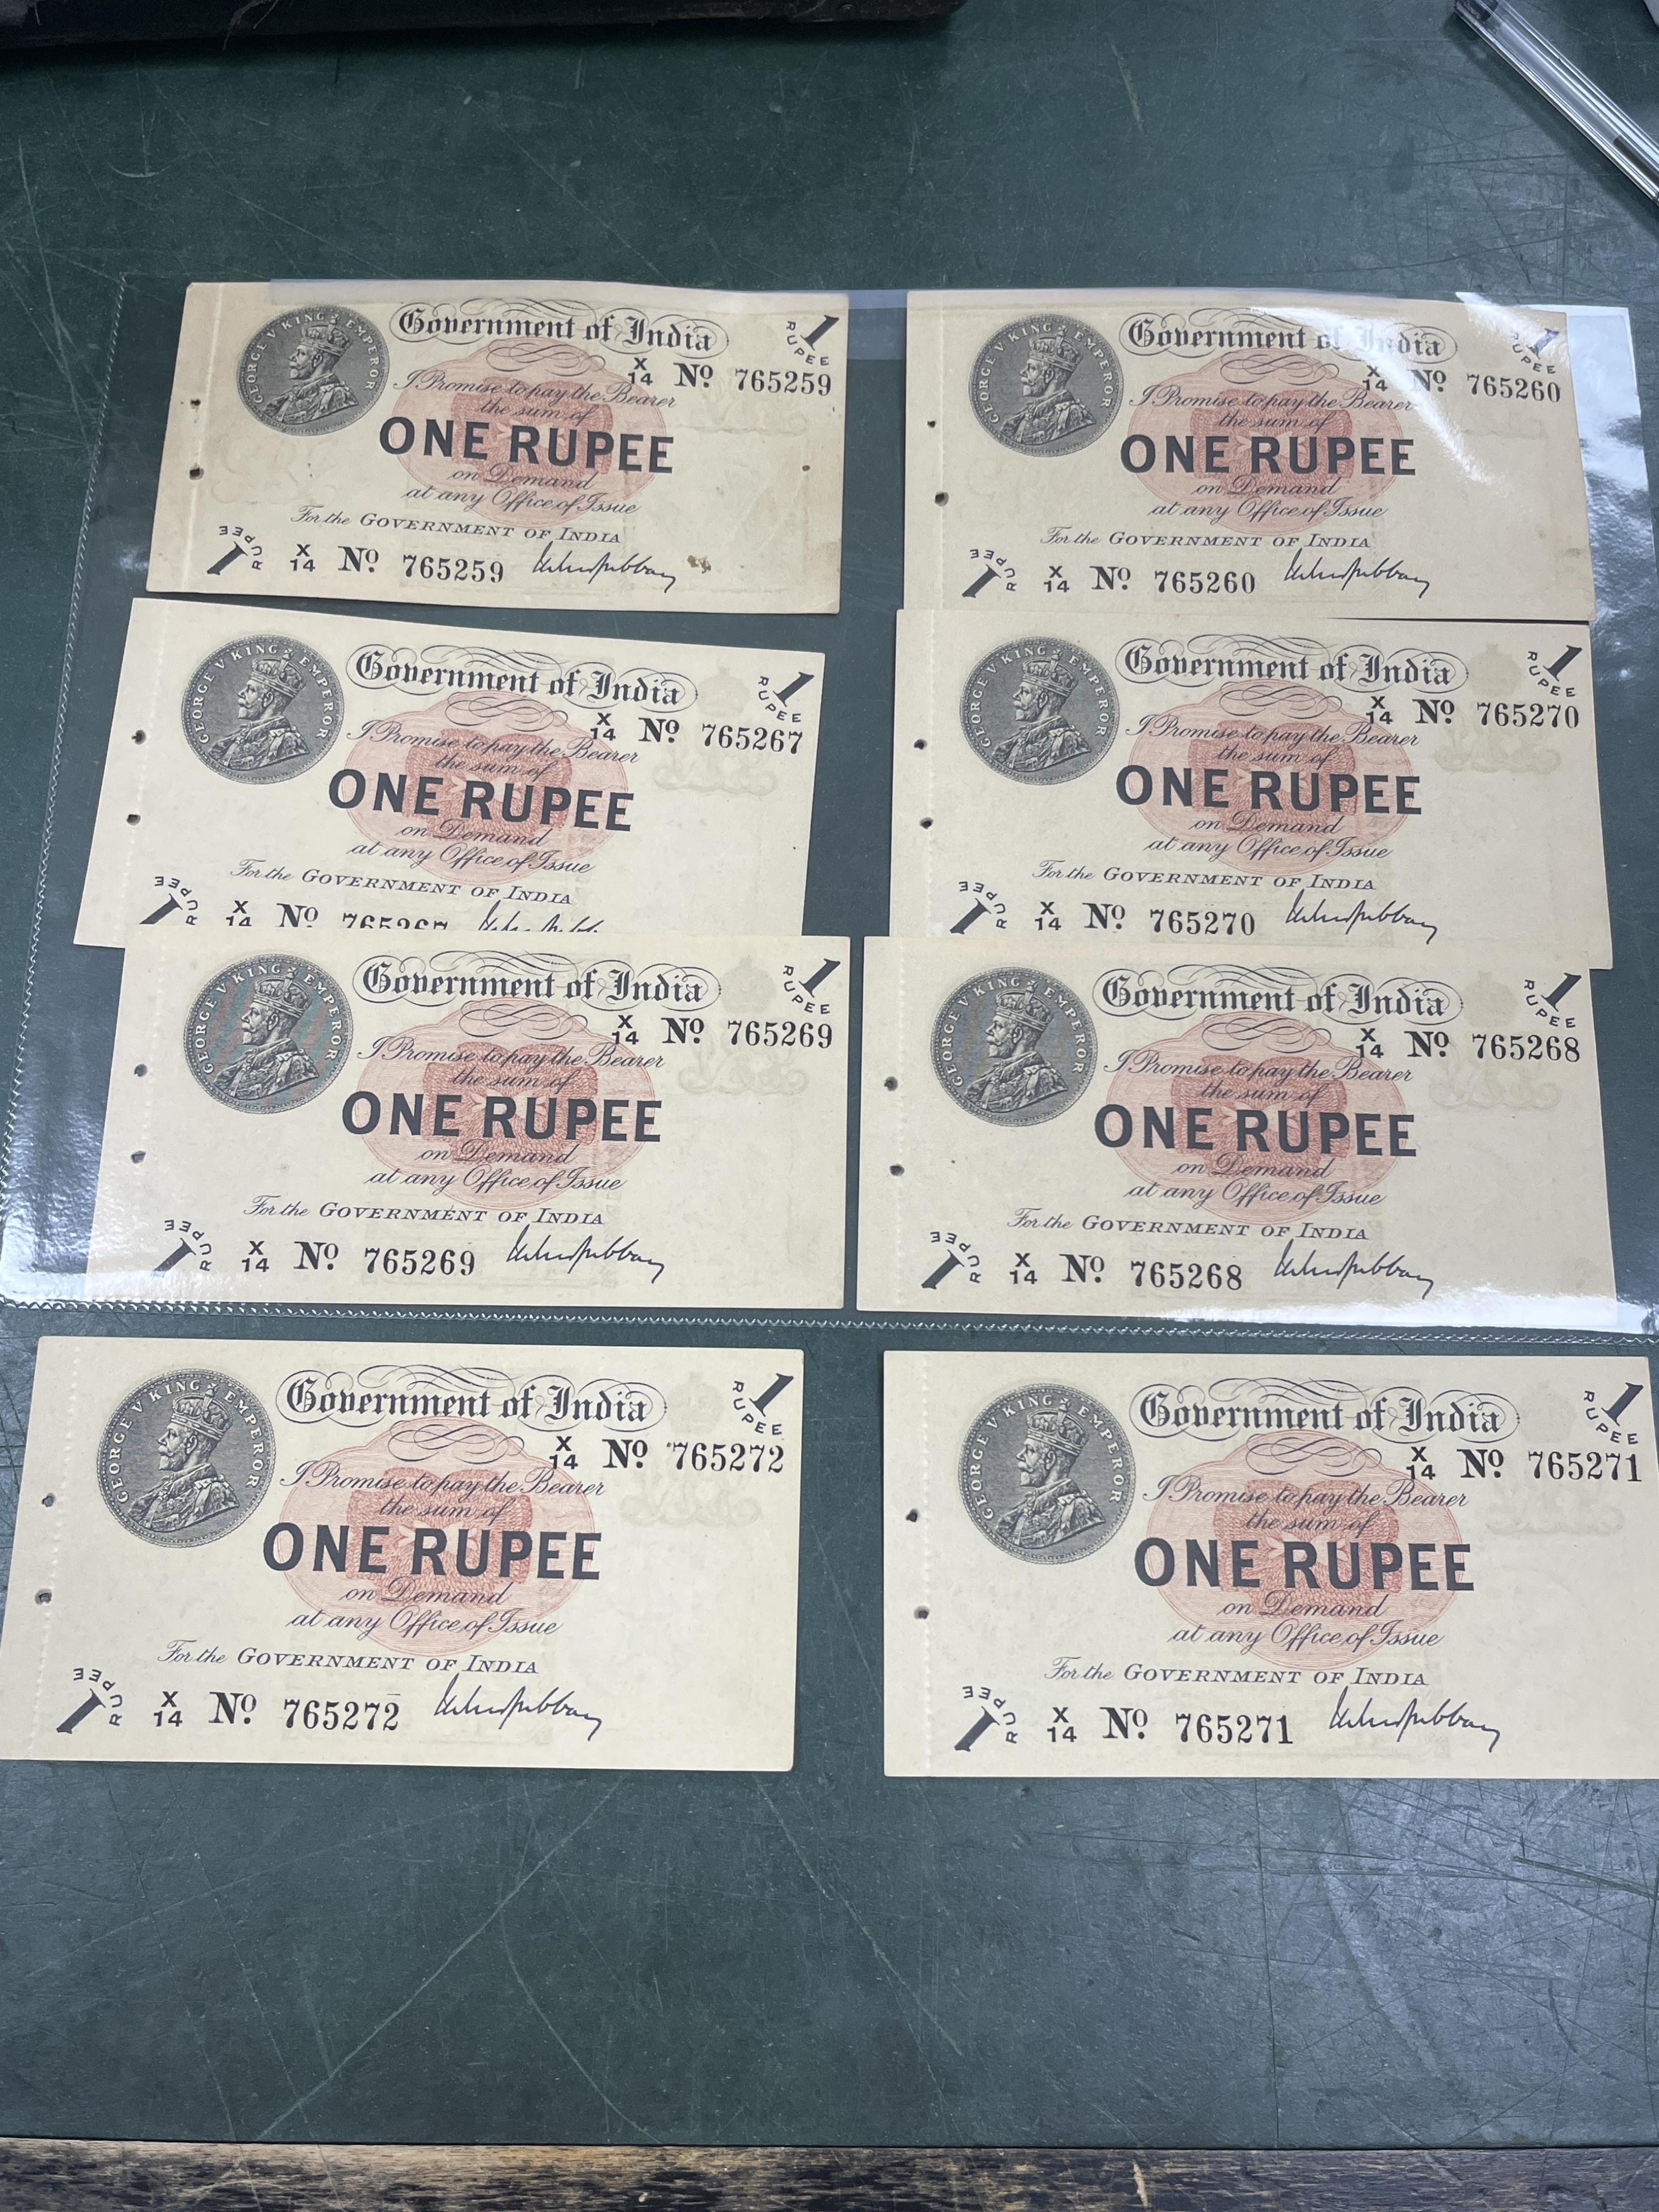 GEORGE V KING & EMPEROR
Government of India
1 RUPEE
X/14 No 765259
I Promise to pay the Bearer
the sum of
ONE RUPEE
on Demand
at any Office of Issue
For the GOVERNMENT OF INDIA
1 RUPEE X/14 No 765259
GEORGE V KING & EMPEROR
Government of India
1 RUPEE
X/14 No 765260
I Promise to pay the Bearer
the sum of
ONE RUPEE
on Demand
at any Office of Issue
For the GOVERNMENT OF INDIA
1 RUPEE X/14 No 765260
GEORGE V KING & EMPEROR
Government of India
1 RUPEE
X/14 No 765267
I Promise to pay the Bearer
the sum of
ONE RUPEE
on Demand
at any Office of Issue
For the GOVERNMENT OF INDIA
1 RUPEE X/14 No 765267
GEORGE V KING & EMPEROR
Government of India
1 RUPEE
X/14 No 765270
I Promise to pay the Bearer
the sum of
ONE RUPEE
on Demand
at any Office of Issue
For the GOVERNMENT OF INDIA
1 RUPEE X/14 No 765270
GEORGE V KING & EMPEROR
Government of India
1 RUPEE
X/14 No 765269
I Promise to pay the Bearer
the sum of
ONE RUPEE
on Demand
at any Office of Issue
For the GOVERNMENT OF INDIA
1 RUPEE X/14 No 765269
GEORGE V KING & EMPEROR
Government of India
1 RUPEE
X/14 No 765268
I Promise to pay the Bearer
the sum of
ONE RUPEE
on Demand
at any Office of Issue
For the GOVERNMENT OF INDIA
1 RUPEE X/14 No 765268
GEORGE V KING & EMPEROR
Government of India
1 RUPEE
X/14 No 765272
I Promise to pay the Bearer
the sum of
ONE RUPEE
on Demand
at any Office of Issue
For the GOVERNMENT OF INDIA
1 RUPEE X/14 No 765272
GEORGE V KING & EMPEROR
Government of India
1 RUPEE
X/14 No 765271
I Promise to pay the Bearer
the sum of
ONE RUPEE
on Demand
at any Office of Issue
For the GOVERNMENT OF INDIA
1 RUPEE X/14 No 765271